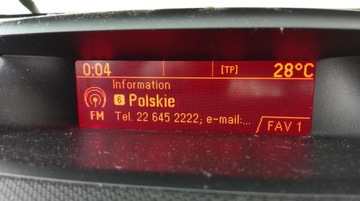 0:04 [TP] 28°C
Information
6 Polskie
FM Tel. 22 645 2222; e-mail:...
FAV 1